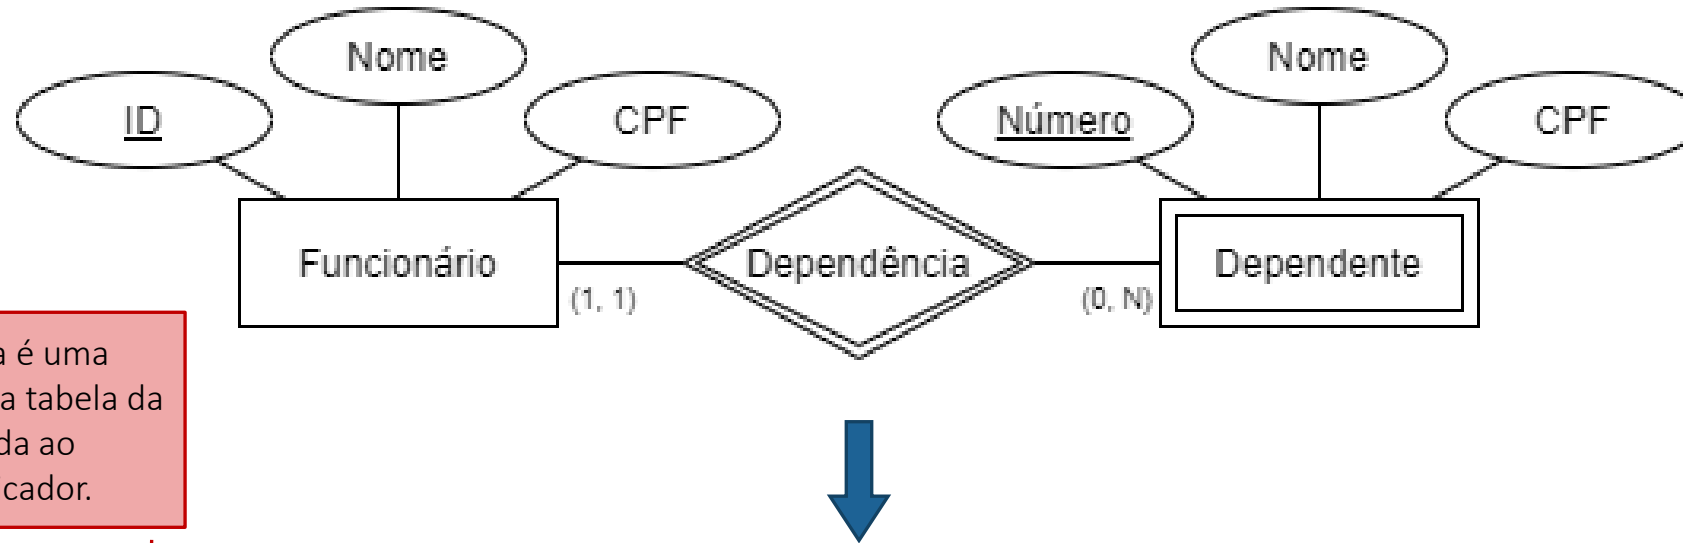 Nome
Nome
ID
CPF
Número
CPF
Funcionário
Dependência
Dependente
(1, 1)
(0, N)
é uma
a tabela da
da ao
cador.